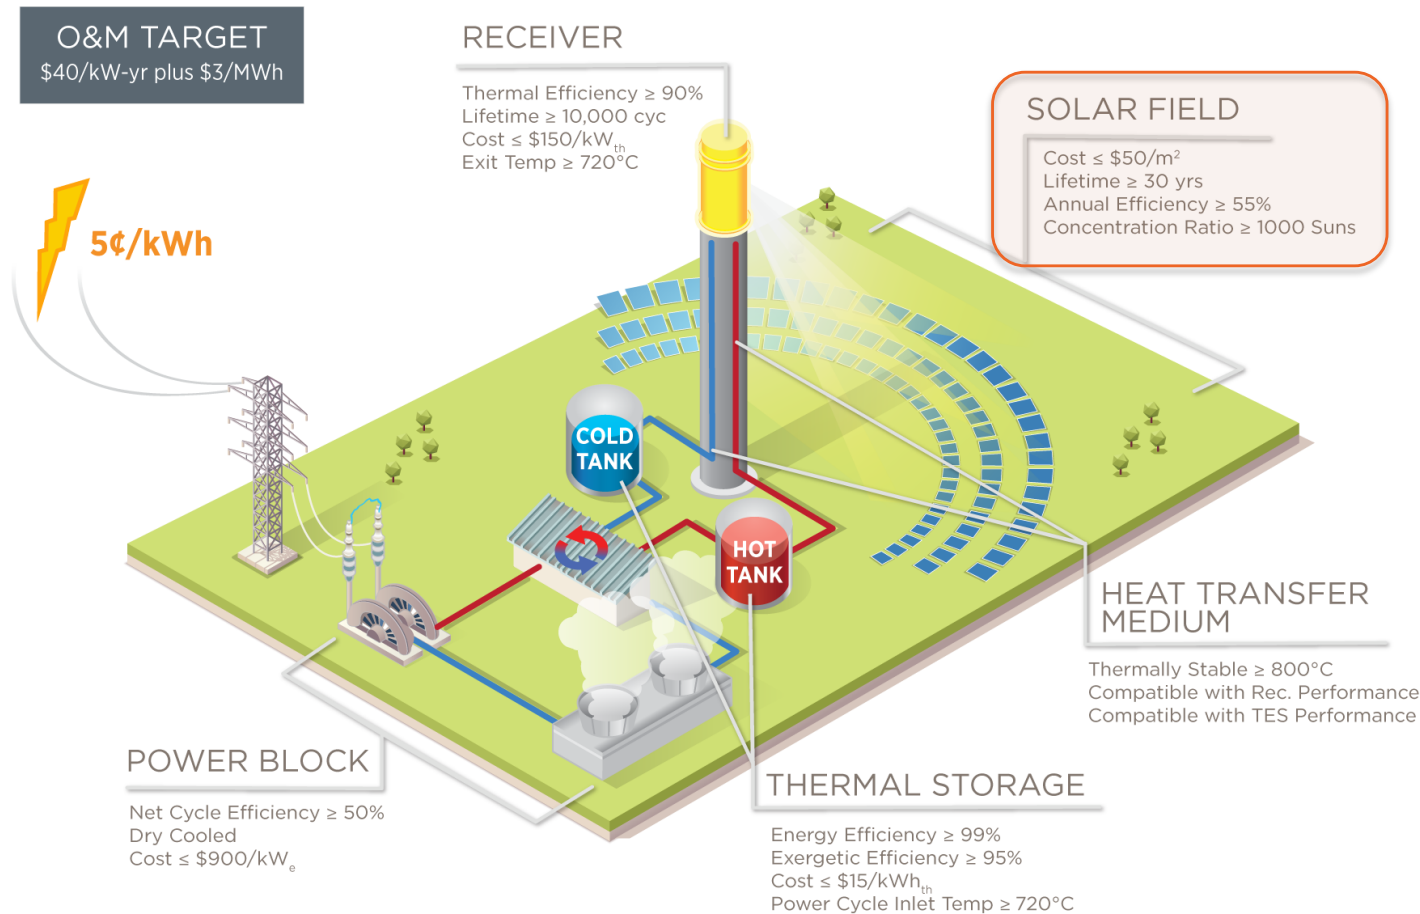 O&M TARGET
$40/kW-yr plus $3/MWh
RECEIVER
Thermal Efficiency ≥ 90%
Lifetime ≥ 10,000 cyc
Cost ≤ $150/kWth
Exit Temp ≥ 720°C
SOLAR FIELD
Cost ≤ $50/m²
Lifetime ≥ 30 yrs
Annual Efficiency ≥ 55%
Concentration Ratio ≥ 1000 Suns
5¢/kWh
COLD
TANK
HOT
TANK
HEAT TRANSFER
MEDIUM
Thermally Stable ≥ 800°C
Compatible with Rec. Performance
Compatible with TES Performance
POWER BLOCK
Net Cycle Efficiency ≥ 50%
Dry Cooled
Cost ≤ $900/kWe
THERMAL STORAGE
Energy Efficiency ≥ 99%
Exergetic Efficiency ≥ 95%
Cost ≤ $15/kWhth
Power Cycle Inlet Temp ≥ 720°C